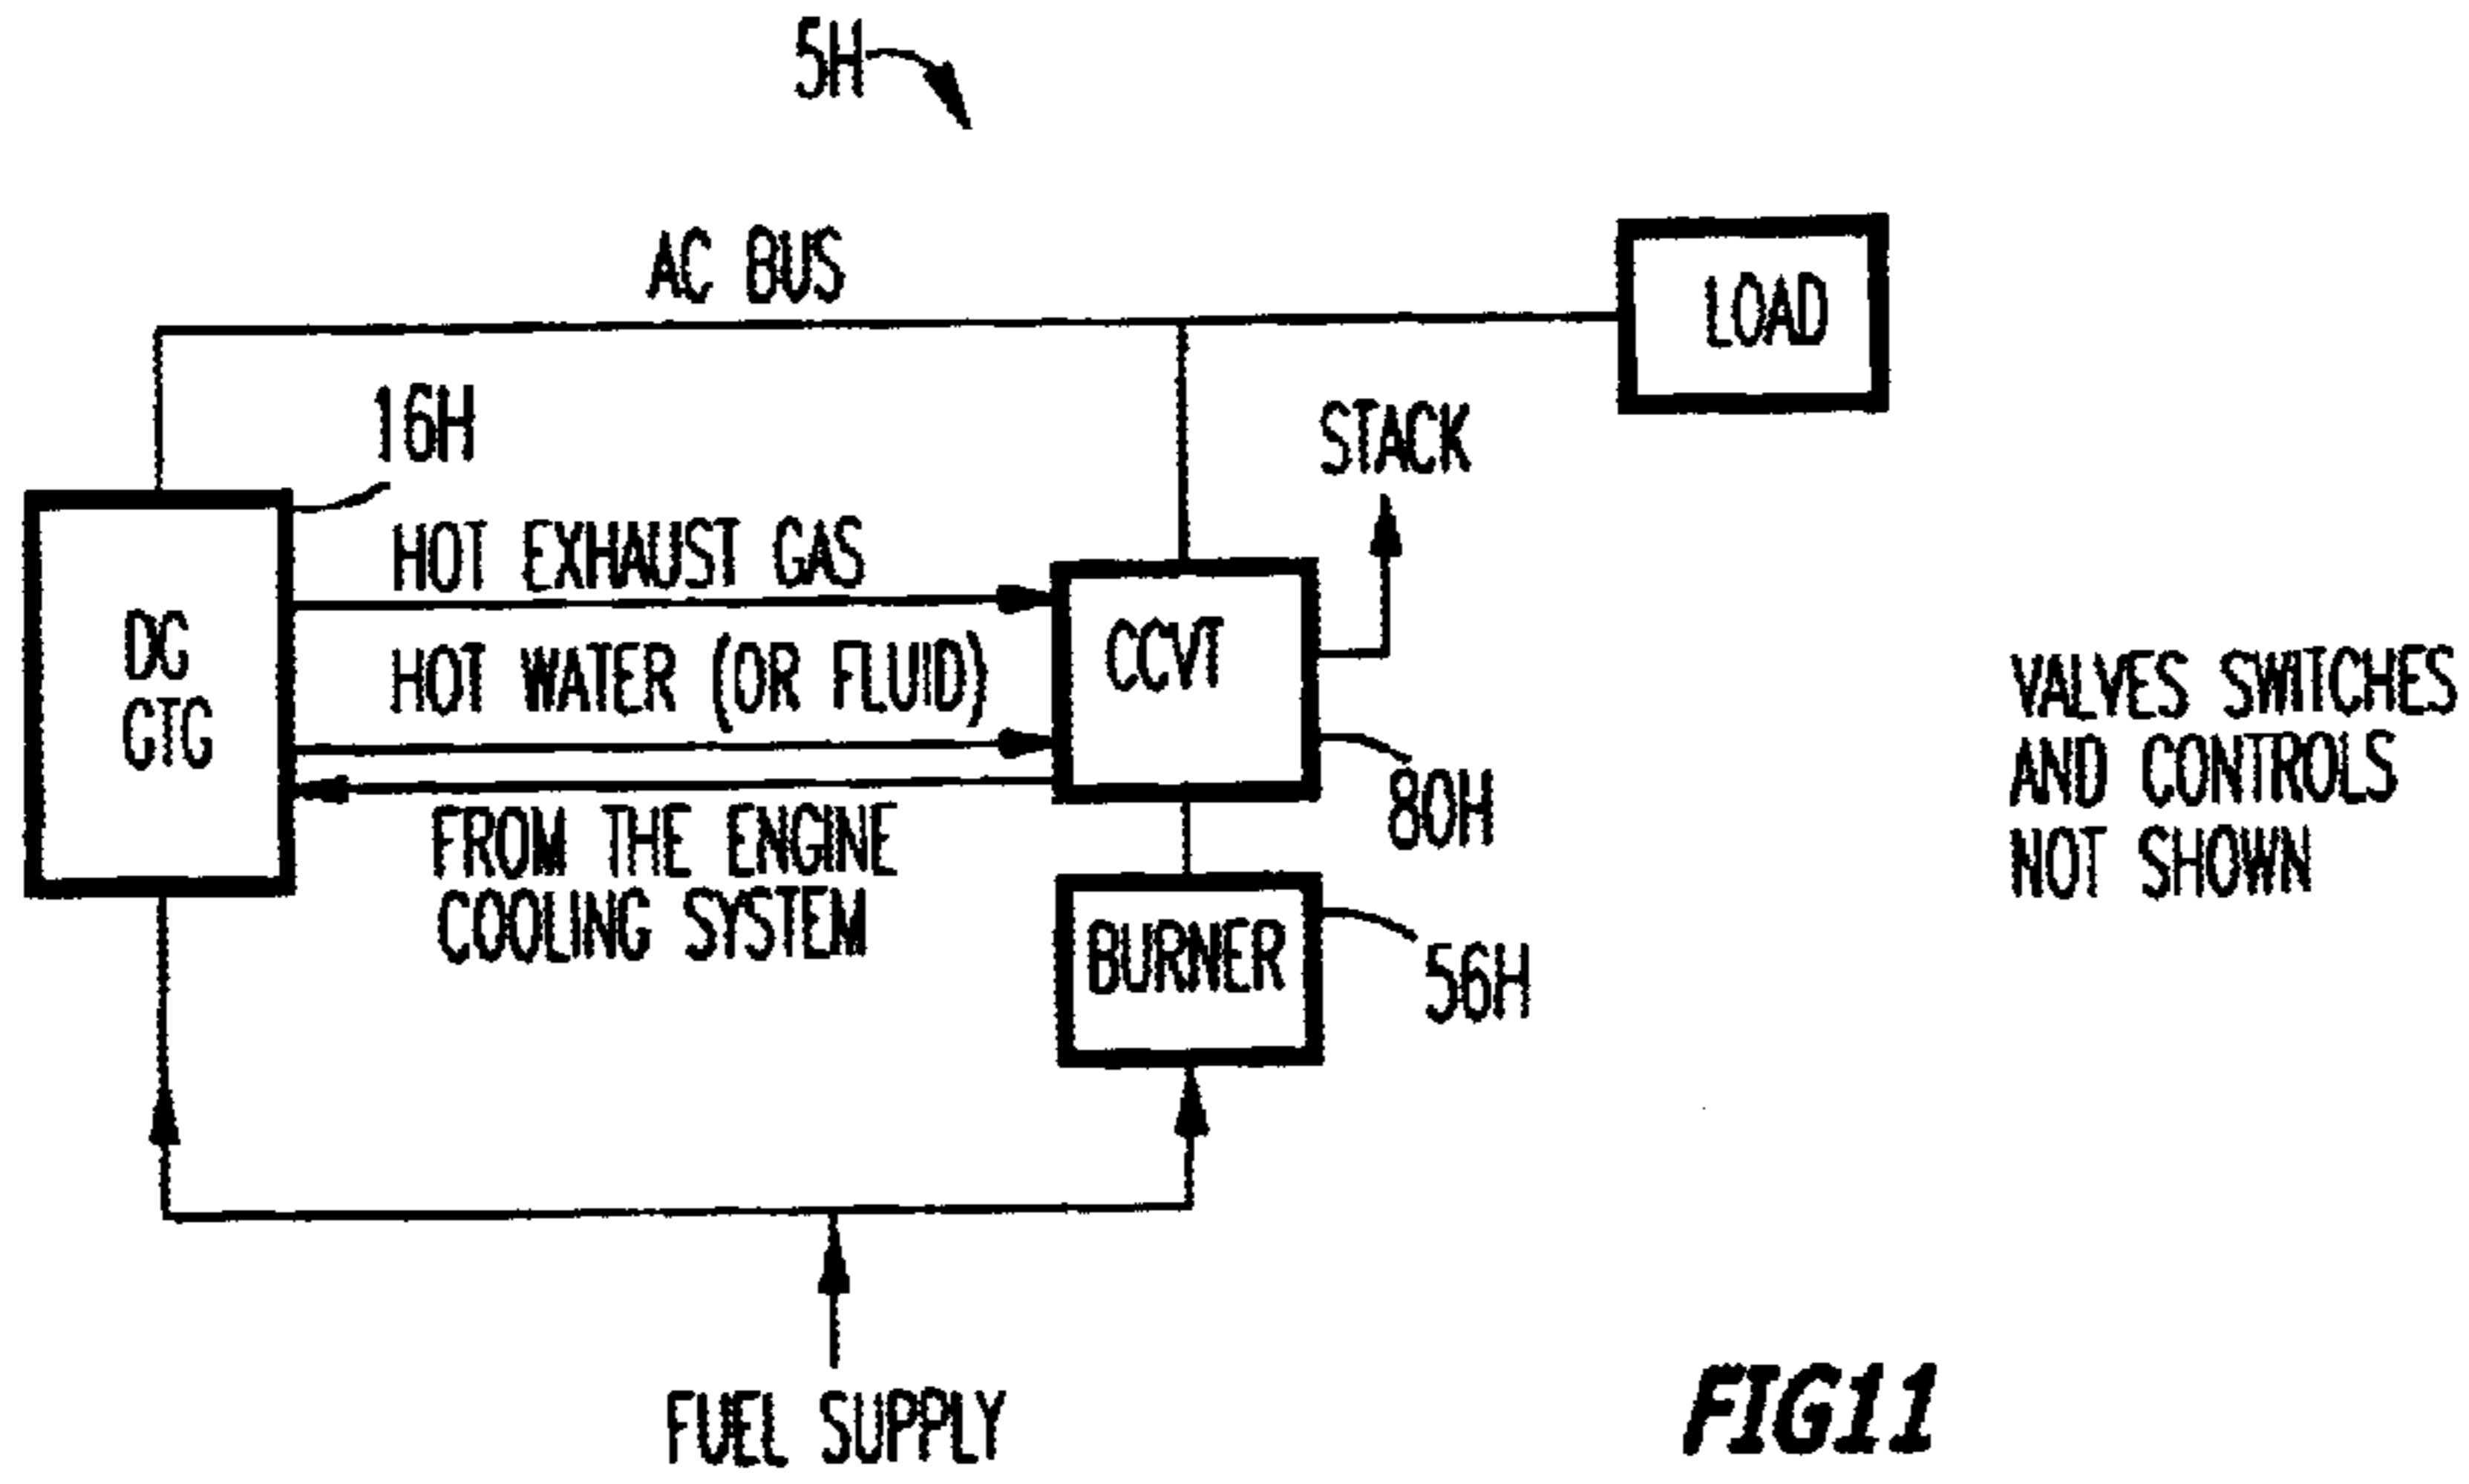 5H
AC BUS
LOAD
16H
STACK
HOT EXHAUST GAS
DG
GTG
HOT WATER (OR FLUID)
CCVT
VALVES SWITCHES
AND CONTROLS
NOT SHOWN
80H
FROM THE ENGINE
COOLING SYSTEM
BURNER
56H
FUEL SUPPLY
FIG11